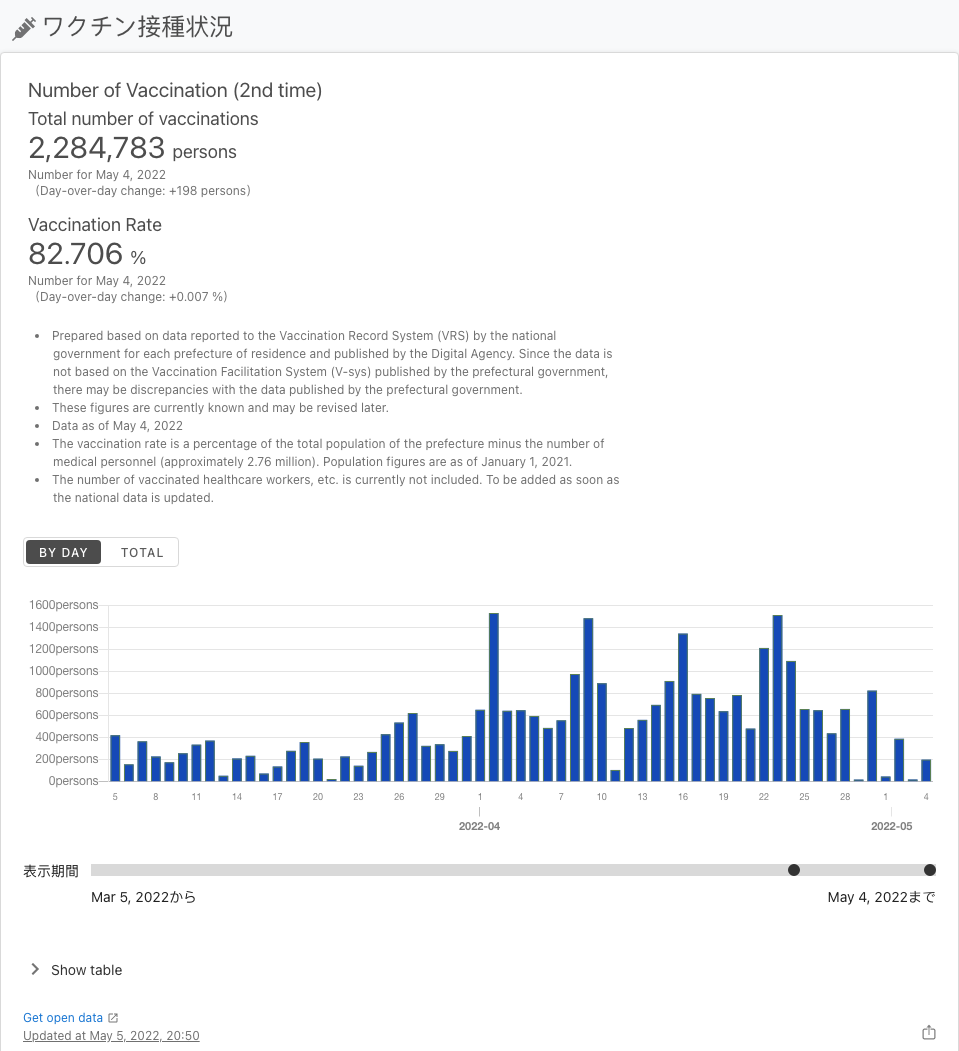 ワクチン接種状況
Number of Vaccination (2nd time)
Total number of vaccinations
2,284,783 persons
Number for May 4, 2022
(Day-over-day change: +198 persons)
Vaccination Rate
82.706 %
Number for May 4, 2022
(Day-over-day change: +0.007 %)
• Prepared based on data reported to the Vaccination Record System (VRS) by the national
government for each prefecture of residence and published by the Digital Agency. Since the data is
not based on the Vaccination Facilitation System (V-sys) published by the prefectural government,
there may be discrepancies with the data published by the prefectural government.
• These figures are currently known and may be revised later.
• Data as of May 4, 2022
• The vaccination rate is a percentage of the total population of the prefecture minus the number of
medical personnel (approximately 2.76 million). Population figures are as of January 1, 2021.
• The number of vaccinated healthcare workers, etc. is currently not included. To be added as soon as
the national data is updated.
BY DAY TOTAL
1600persons
1400persons
1200persons
1000persons
800persons
600persons
400persons
200persons
0persons
5 8 11 14 17 20 23 26 29 1 4 7 10 13 16 19 22 25 28 1 4
2022-04 2022-05
表示期間
Mar 5, 2022から May 4, 2022まで
Show table
Get open data
Updated at May 5, 2022, 20:50